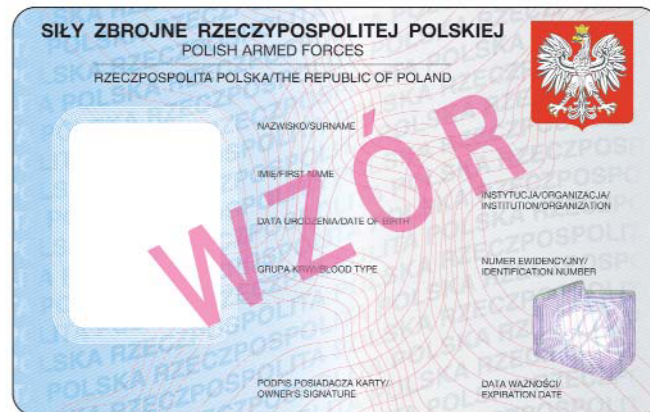 SIŁY ZBROJNE RZECZYPOSPOLITEJ POLSKIEJ
POLISH ARMED FORCES
RZECZPOSPOLITA POLSKA/THE REPUBLIC OF POLAND
NAZWISKO/SURNAME
IMIĘ/FIRST NAME
DATA URODZENIA/DATE OF BIRTH
GRUPA KRWI/BLOOD TYPE
PODPIS POSIADACZA KARTY/
OWNER'S SIGNATURE
INSTYTUCJA/ORGANIZACJA/
INSTITUTION/ORGANIZATION
NUMER EWIDENCYJNY/
IDENTIFICATION NUMBER
DATA WAŻNOŚCI/
EXPIRATION DATE
WZÓR